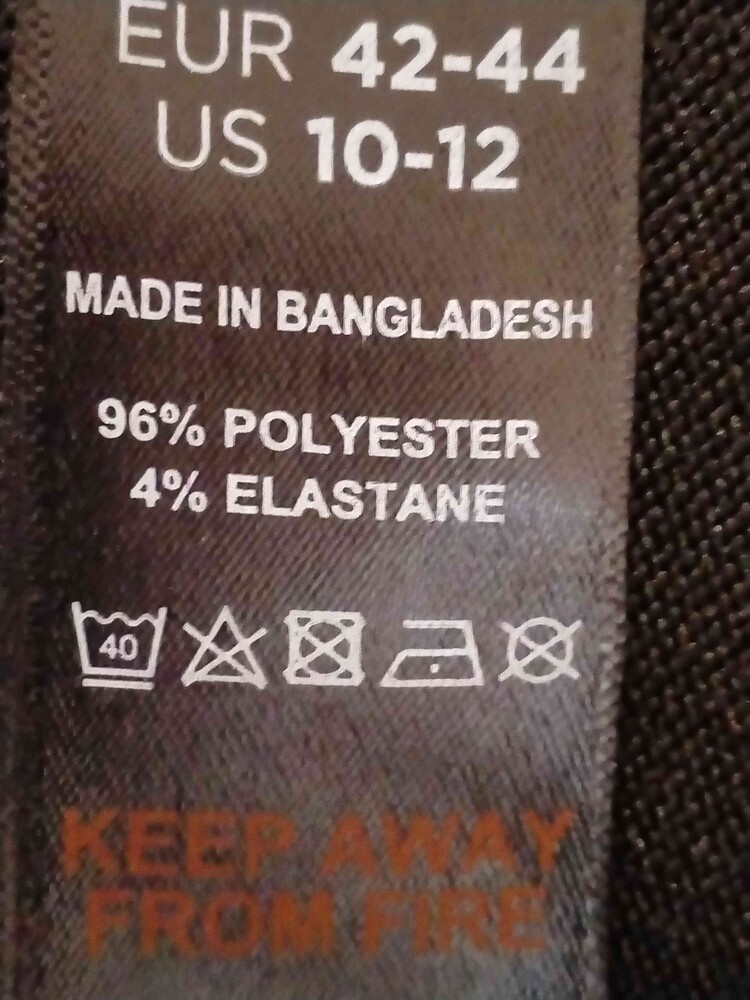 EUR 42-44
US 10-12
MADE IN BANGLADESH
96% POLYESTER
4% ELASTANE
40
KEEP AWAY
FROM FIRE